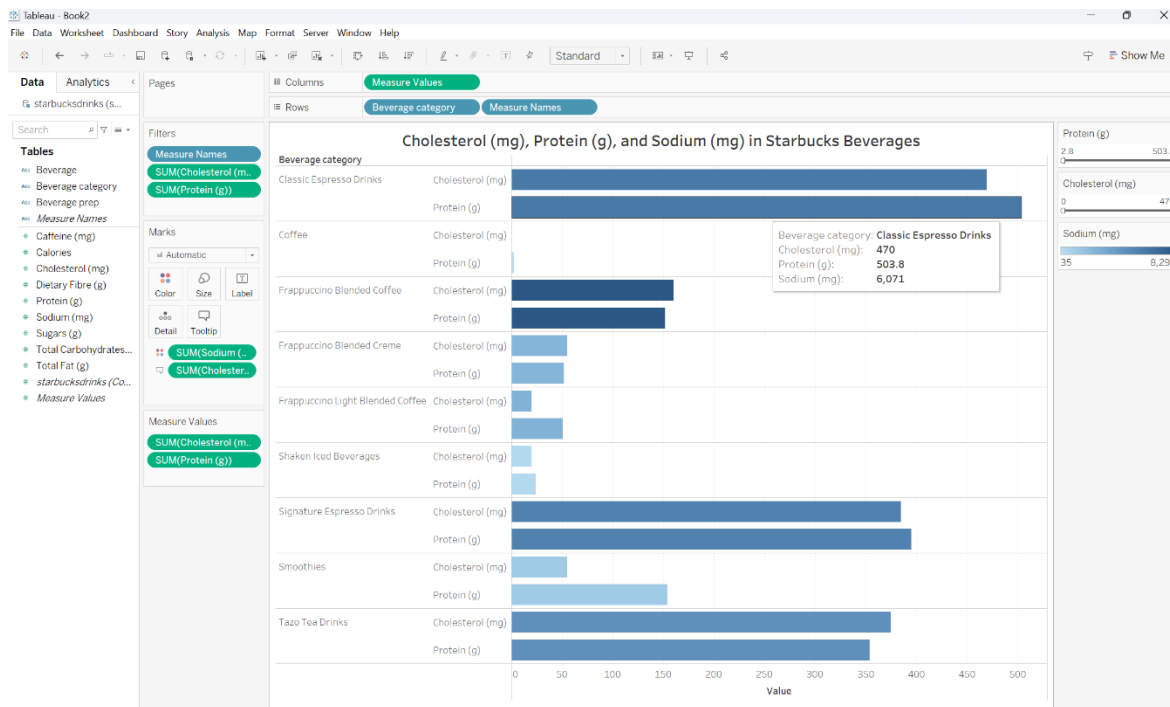 Tableau - Book2
File Data Worksheet Dashboard Story Analysis Map Format Server Window Help
Standard
Show Me
Data Analytics
starbucksdrinks (s...
Search
Tables
Abc Beverage
Abc Beverage category
Abc Beverage prep
Abc Measure Names
# Caffeine (mg)
# Calories
# Cholesterol (mg)
# Dietary Fibre (g)
# Protein (g)
# Sodium (mg)
# Sugars (g)
# Total Carbohydrates...
# Total Fat (g)
# starbucksdrinks (Co...
# Measure Values
Pages
Filters
Measure Names
SUM(Cholesterol (m..
SUM(Protein (g))
Marks
Automatic
Color Size Label
Detail Tooltip
SUM(Sodium (..
SUM(Cholester..
Measure Values
SUM(Cholesterol (m..
SUM(Protein (g))
Columns Measure Values
Rows Beverage category Measure Names
Cholesterol (mg), Protein (g), and Sodium (mg) in Starbucks Beverages
Beverage category
Classic Espresso Drinks Cholesterol (mg)
Protein (g)
Coffee Cholesterol (mg)
Protein (g)
Frappuccino Blended Coffee Cholesterol (mg)
Protein (g)
Frappuccino Blended Creme Cholesterol (mg)
Protein (g)
Frappuccino Light Blended Coffee Cholesterol (mg)
Protein (g)
Shaken Iced Beverages Cholesterol (mg)
Protein (g)
Signature Espresso Drinks Cholesterol (mg)
Protein (g)
Smoothies Cholesterol (mg)
Protein (g)
Tazo Tea Drinks Cholesterol (mg)
Protein (g)
0 50 100 150 200 250 300 350 400 450 500
Value
Beverage category: Classic Espresso Drinks
Cholesterol (mg): 470
Protein (g): 503.8
Sodium (mg): 6,071
Protein (g)
2.8 503.
Cholesterol (mg)
0 47
Sodium (mg)
35 8,29